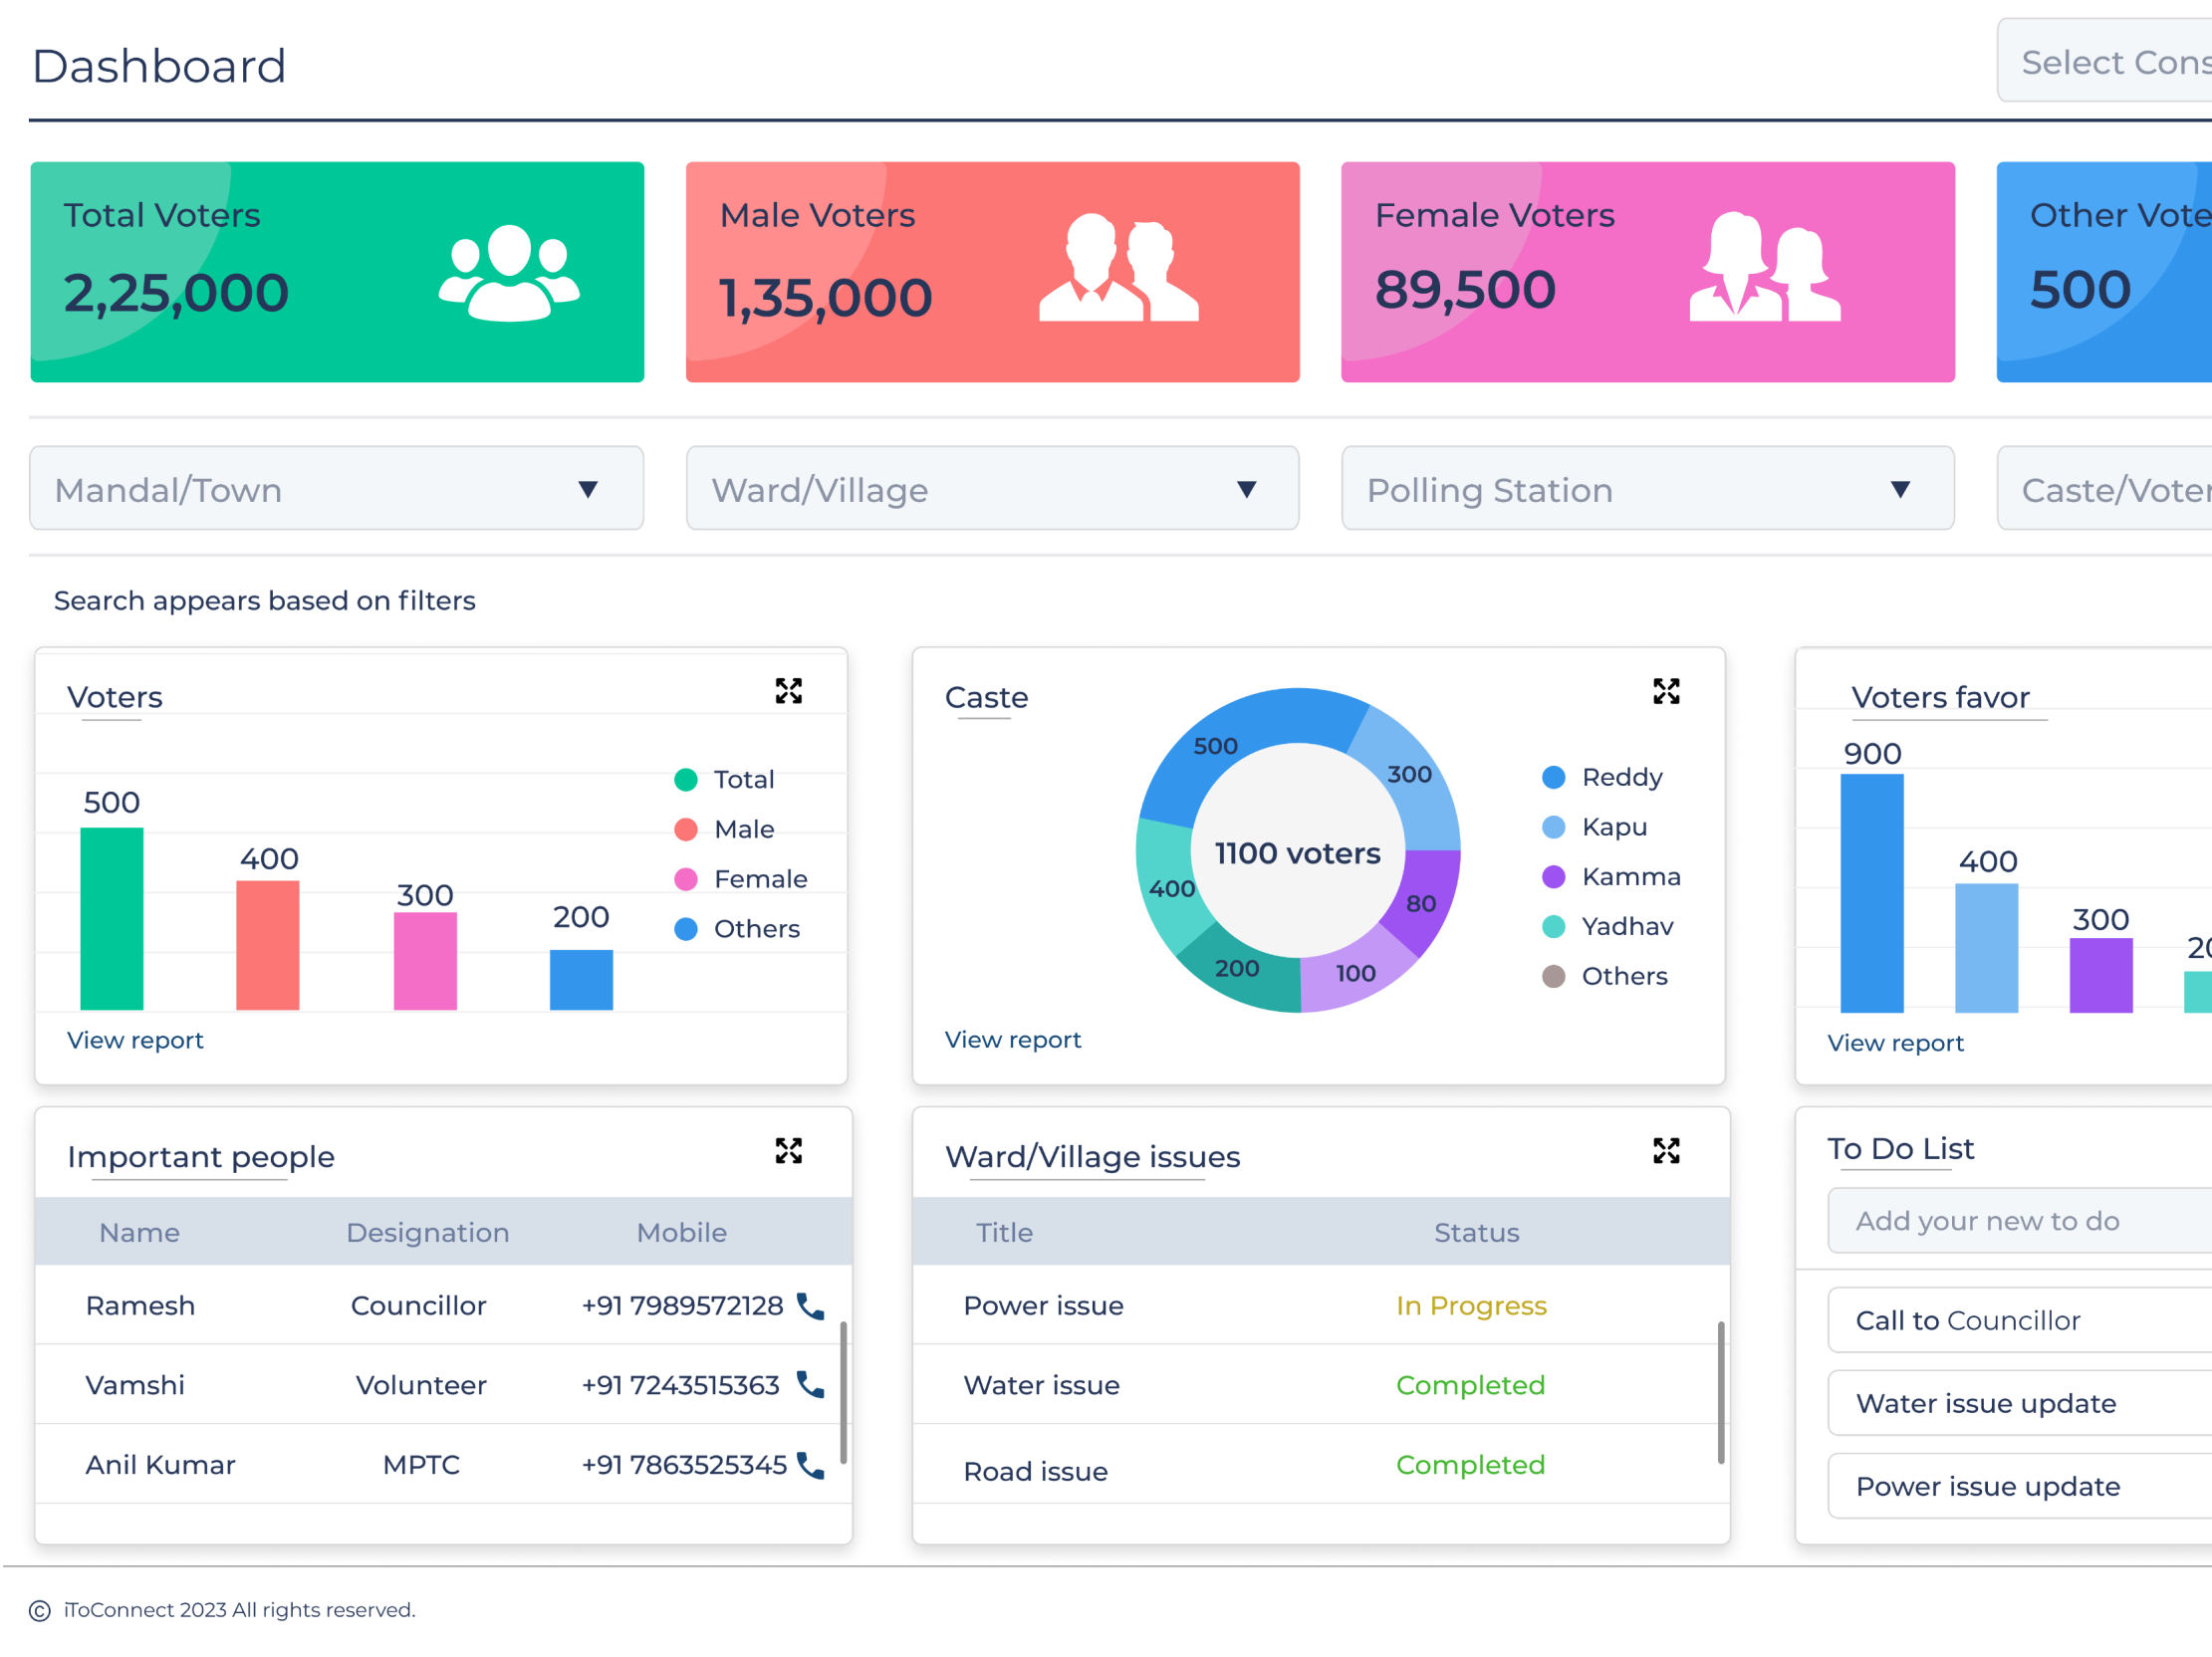 Dashboard
Select Cons
Total Voters
2,25,000
Male Voters
1,35,000
Female Voters
89,500
Other Vote
500
Mandal/Town
Ward/Village
Polling Station
Caste/Voter
Search appears based on filters
Voters
500
400
300
200
Total
Male
Female
Others
View report
Caste
500
300
80
100
200
400
1100 voters
Reddy
Kapu
Kamma
Yadhav
Others
View report
Voters favor
900
400
300
20
View report
Important people
Name Designation Mobile
Ramesh Councillor +91 7989572128
Vamshi Volunteer +91 7243515363
Anil Kumar MPTC +91 7863525345
Ward/Village issues
Title Status
Power issue In Progress
Water issue Completed
Road issue Completed
To Do List
Add your new to do
Call to Councillor
Water issue update
Power issue update
© iToConnect 2023 All rights reserved.